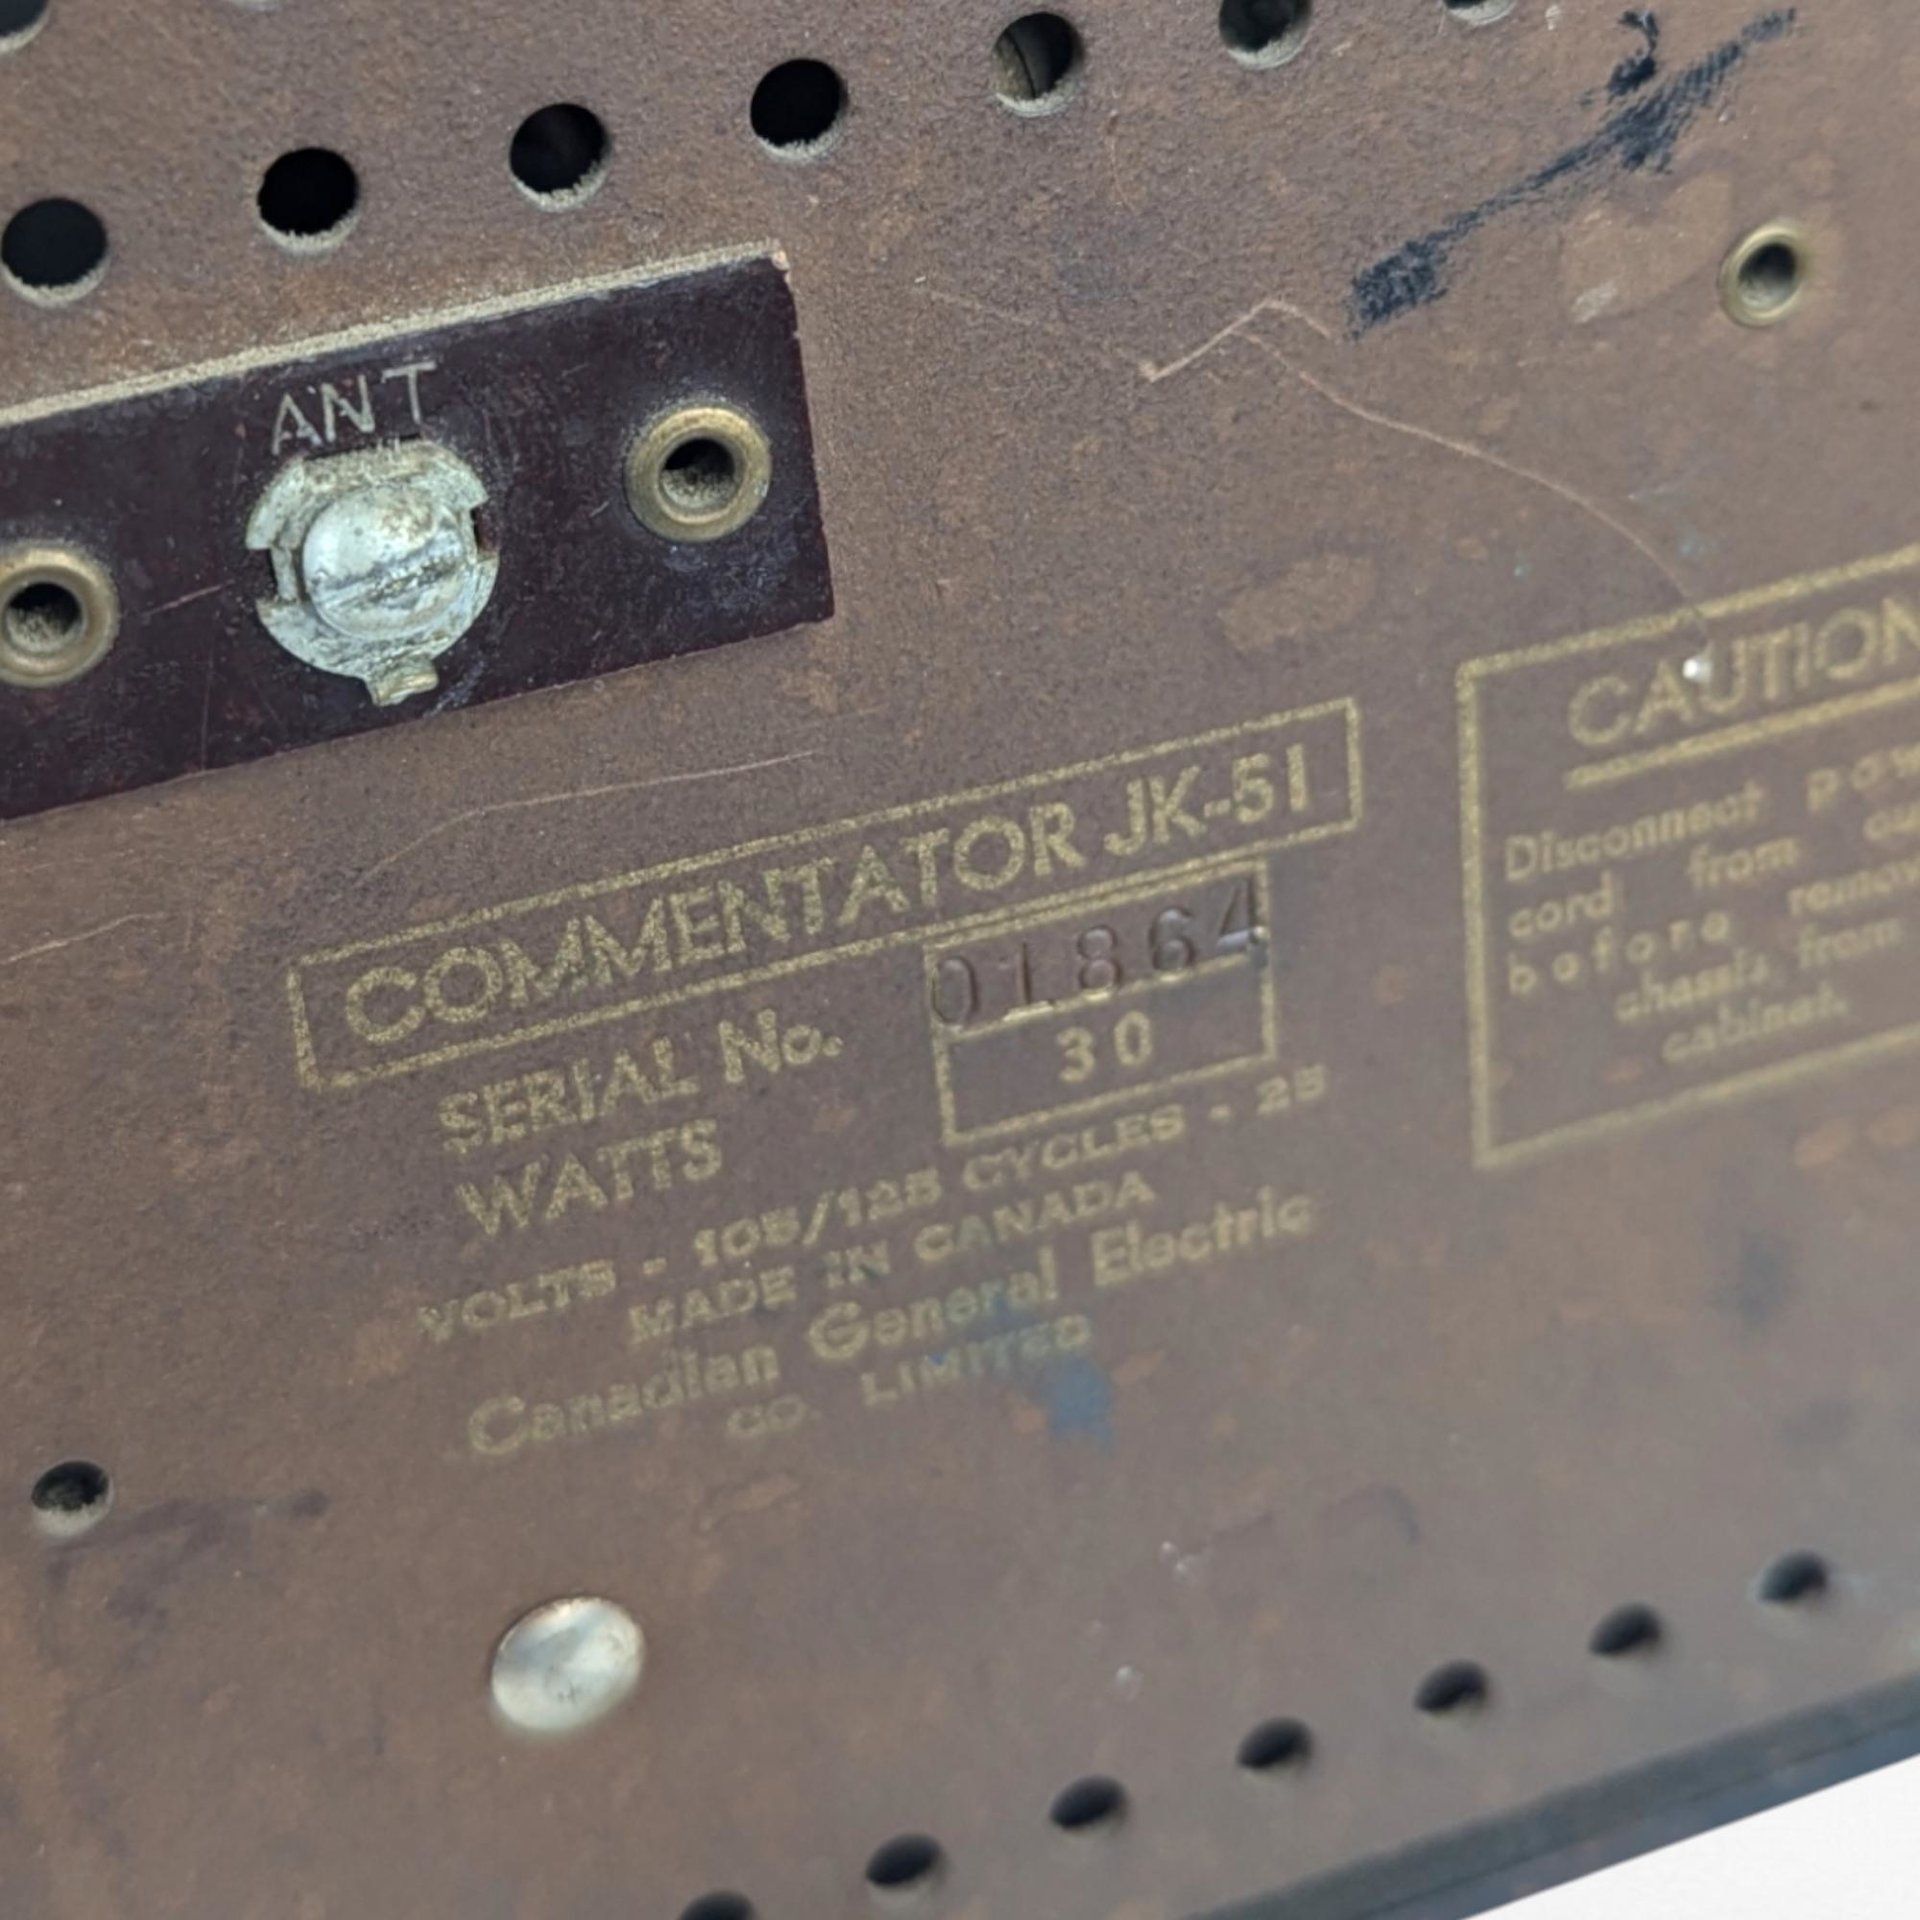 ANT
COMMENTATOR JK-51
SERIAL No. 01864
WATTS 30
VOLTS - 105/125 CYCLES - 25
MADE IN CANADA
Canadian General Electric
CO. LIMITED
CAUTION
Disconnect
cord from
before
chassis from
cabinet.